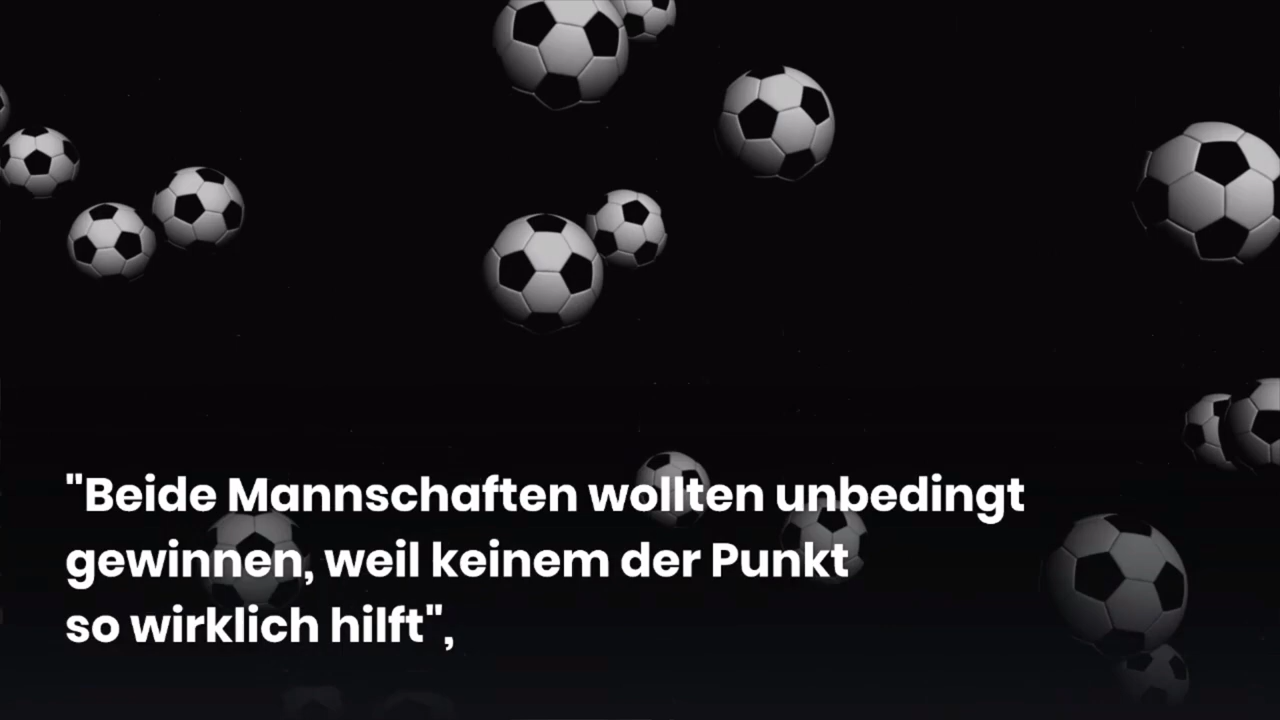 "Beide Mannschaften wollten unbedingt
gewinnen, weil keinem der Punkt
so wirklich hilft",